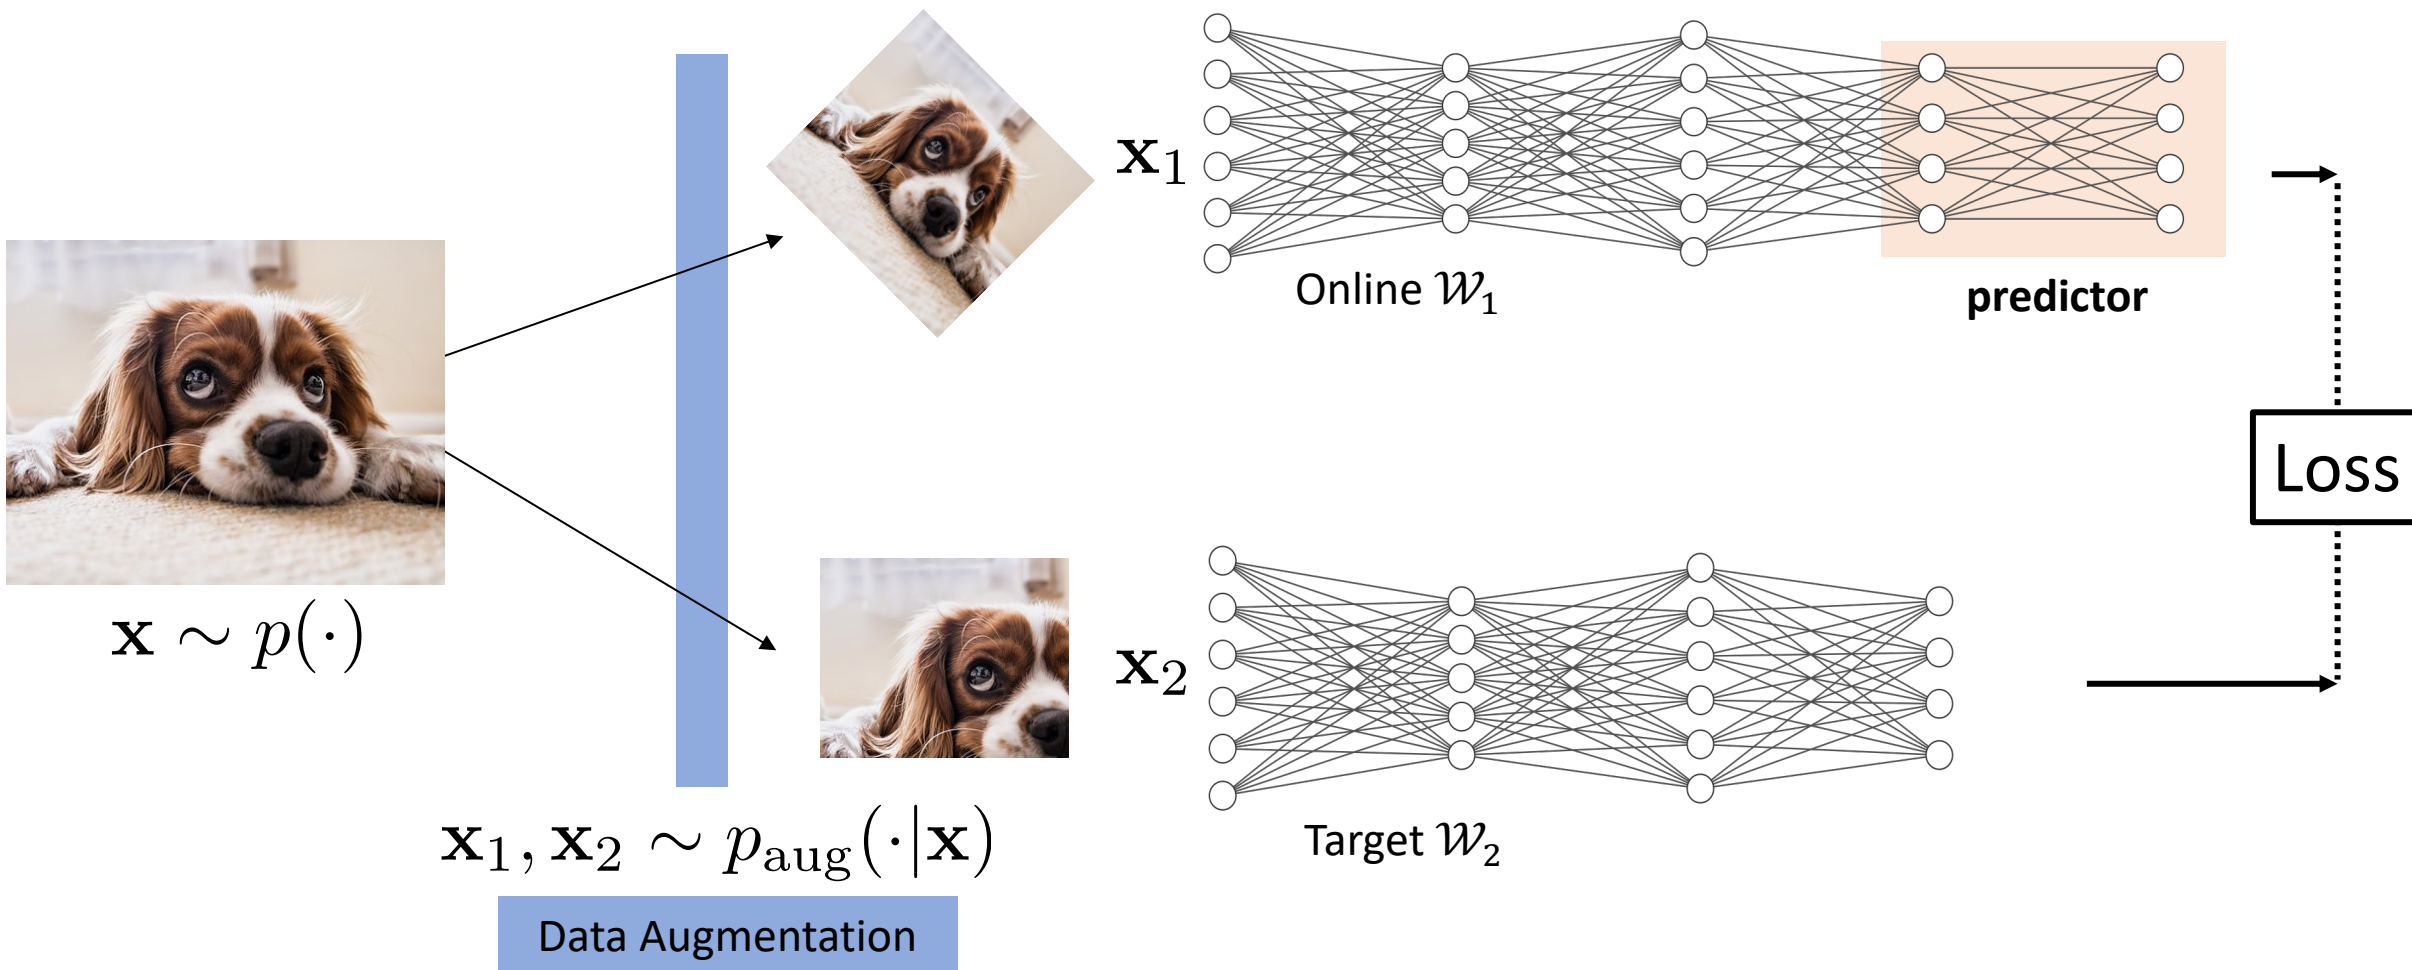 x₁
Online 𝒲₁
predictor
Loss
x ∼ p(·)
x₂
Target 𝒲₂
x₁, x₂ ∼ p_aug(·|x)
Data Augmentation